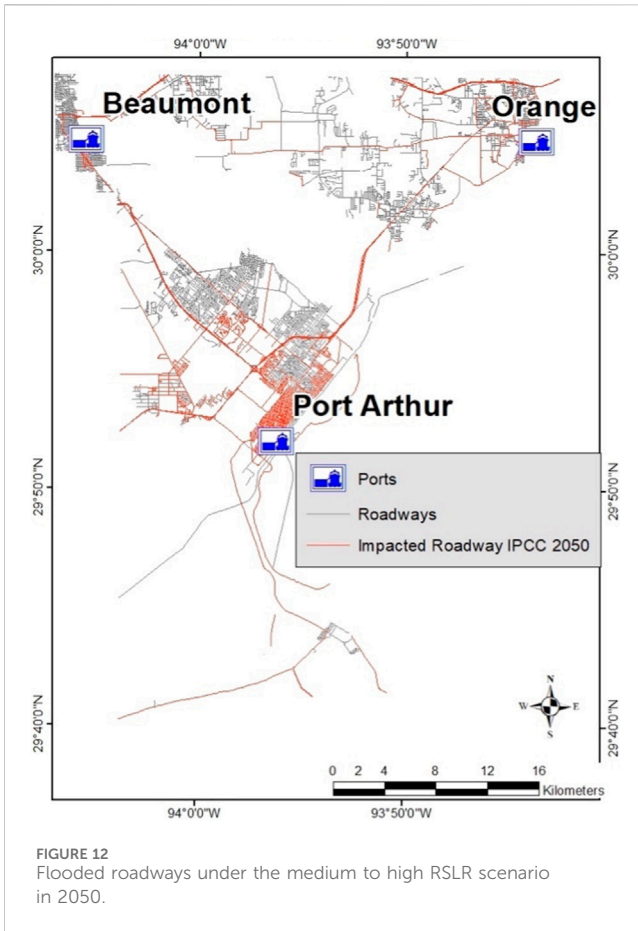 94°0'0"W
93°50'0"W
Beaumont
Orange
30°0'0"N
30°0'0"N
Port Arthur
29°50'0"N
29°50'0"N
Ports
Roadways
Impacted Roadway IPCC 2050
29°40'0"N
29°40'0"N
N
W
E
S
0 2 4 8 12 16
Kilometers
94°0'0"W
93°50'0"W
FIGURE 12
Flooded roadways under the medium to high RSLR scenario
in 2050.